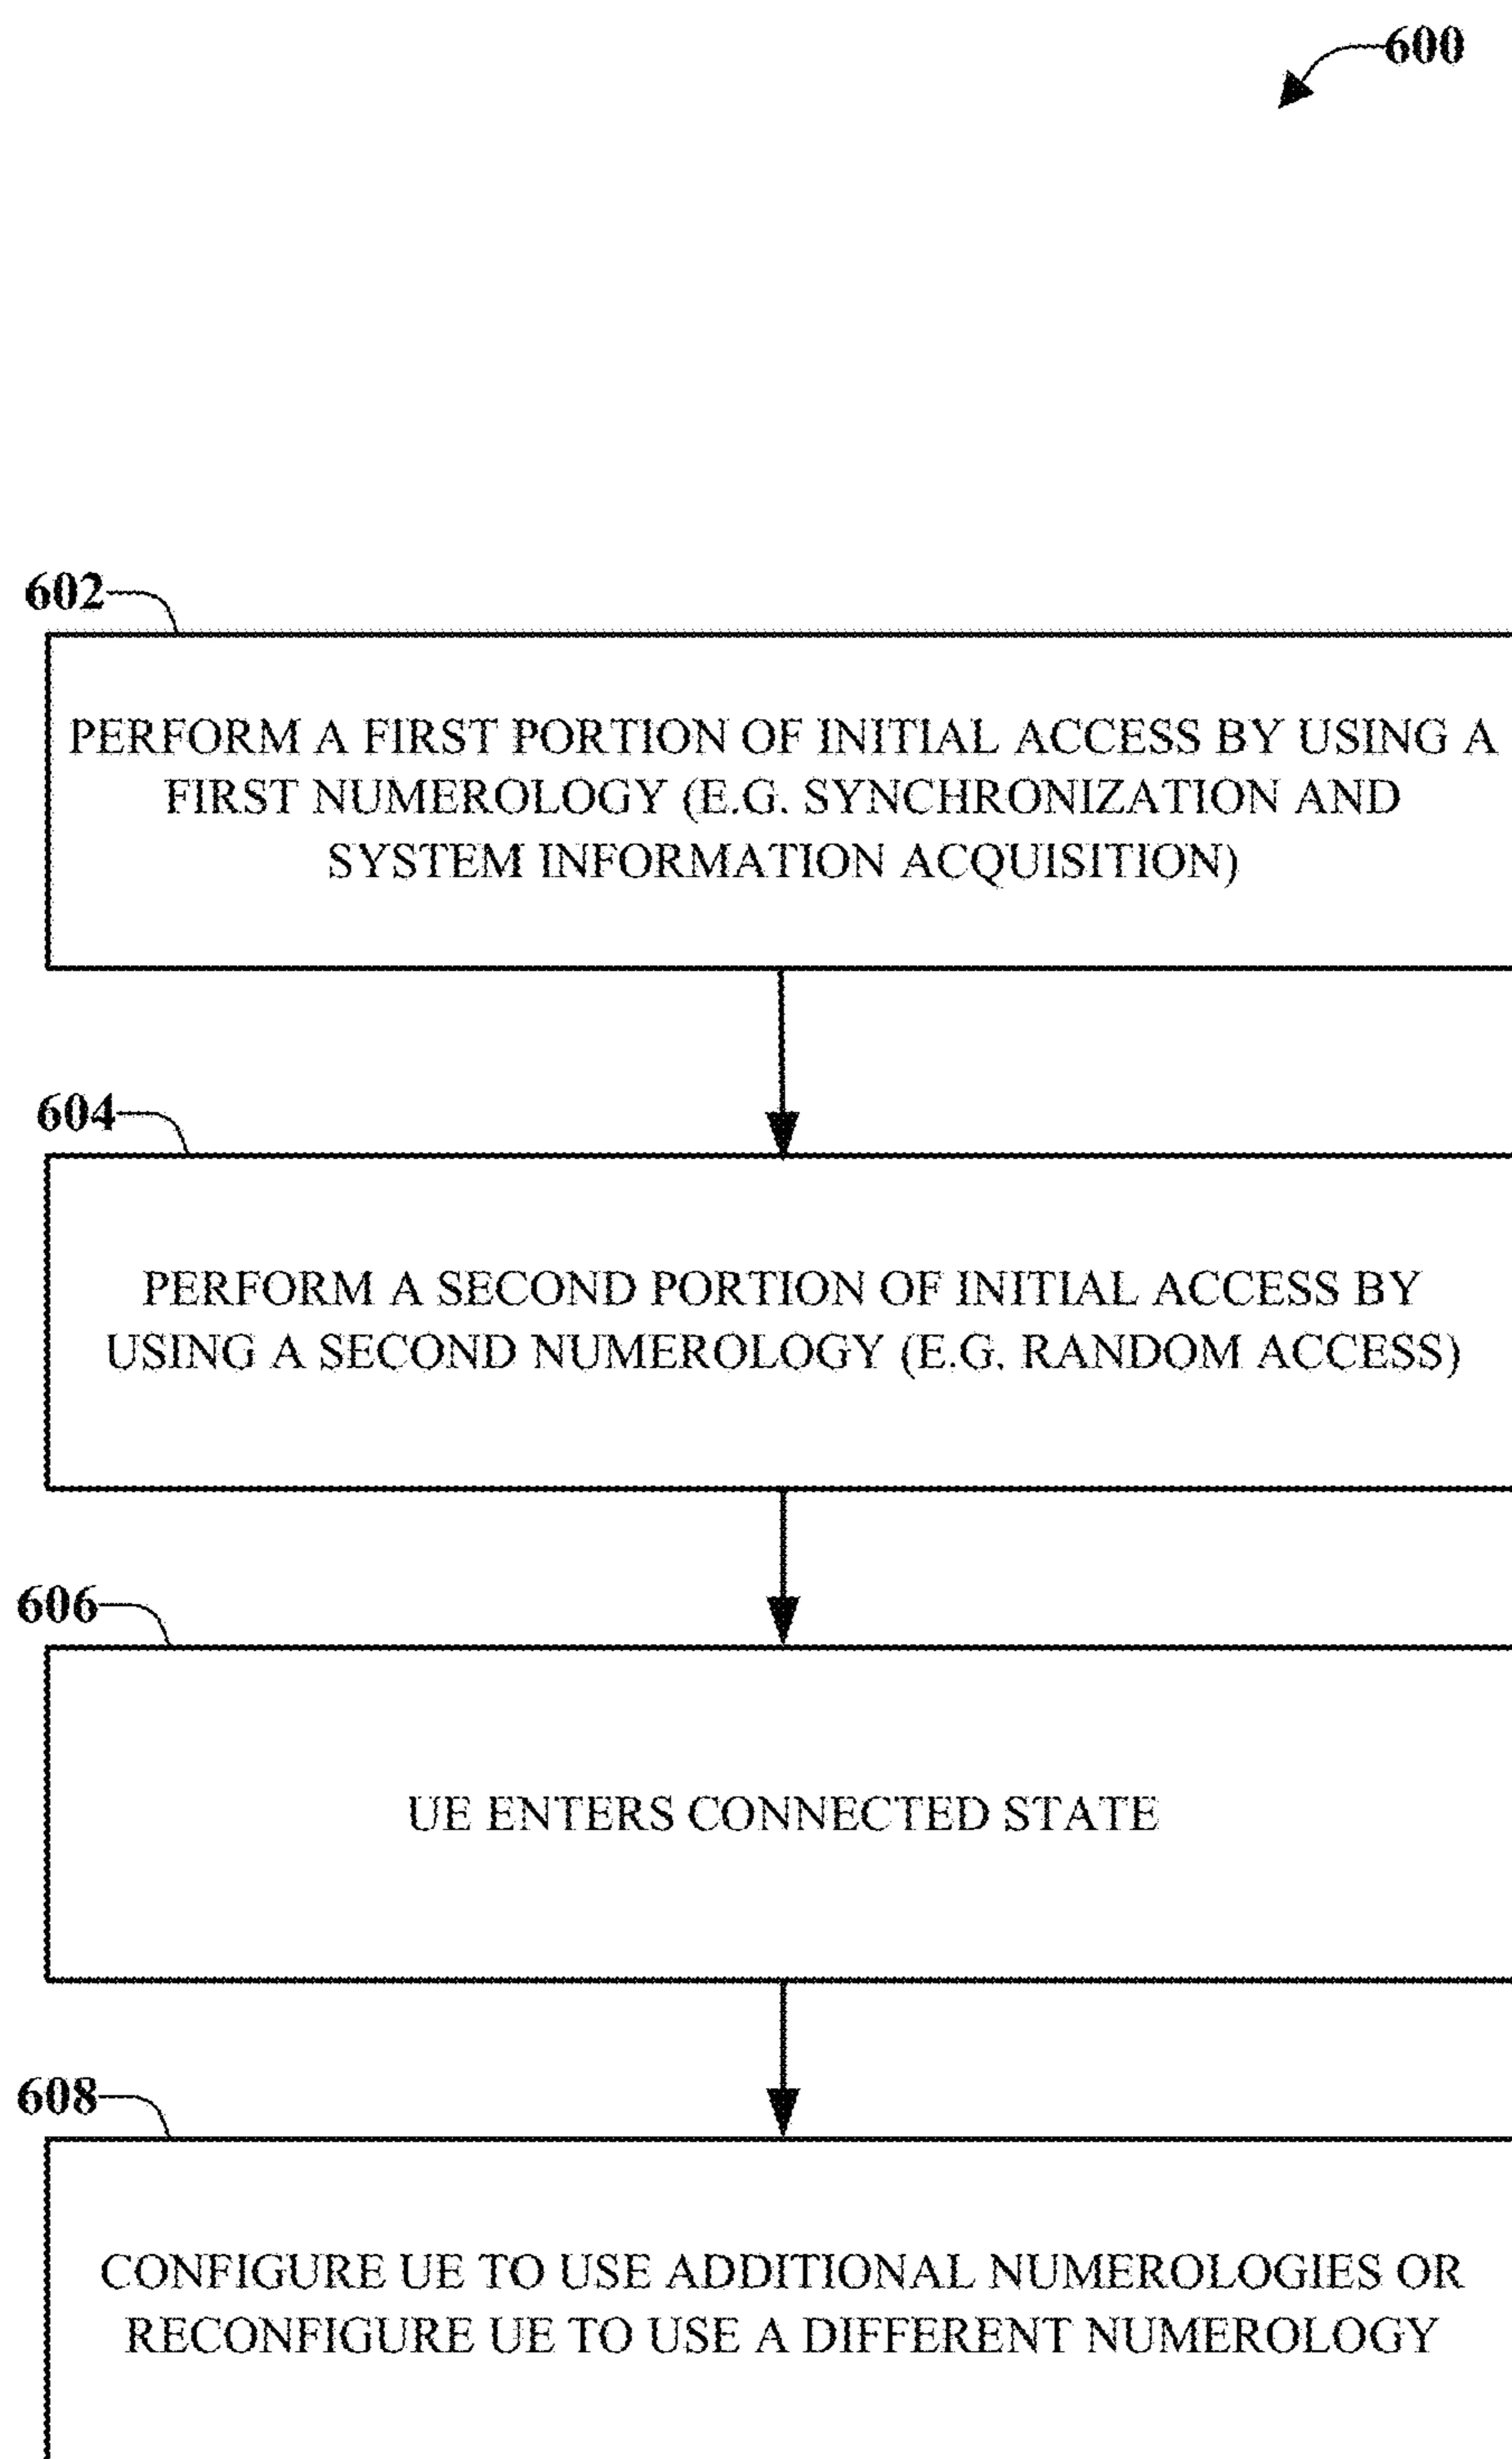 600
602
PERFORM A FIRST PORTION OF INITIAL ACCESS BY USING A
FIRST NUMEROLOGY (E.G. SYNCHRONIZATION AND
SYSTEM INFORMATION ACQUISITION)
604
PERFORM A SECOND PORTION OF INITIAL ACCESS BY
USING A SECOND NUMEROLOGY (E.G. RANDOM ACCESS)
606
UE ENTERS CONNECTED STATE
608
CONFIGURE UE TO USE ADDITIONAL NUMEROLOGIES OR
RECONFIGURE UE TO USE A DIFFERENT NUMEROLOGY